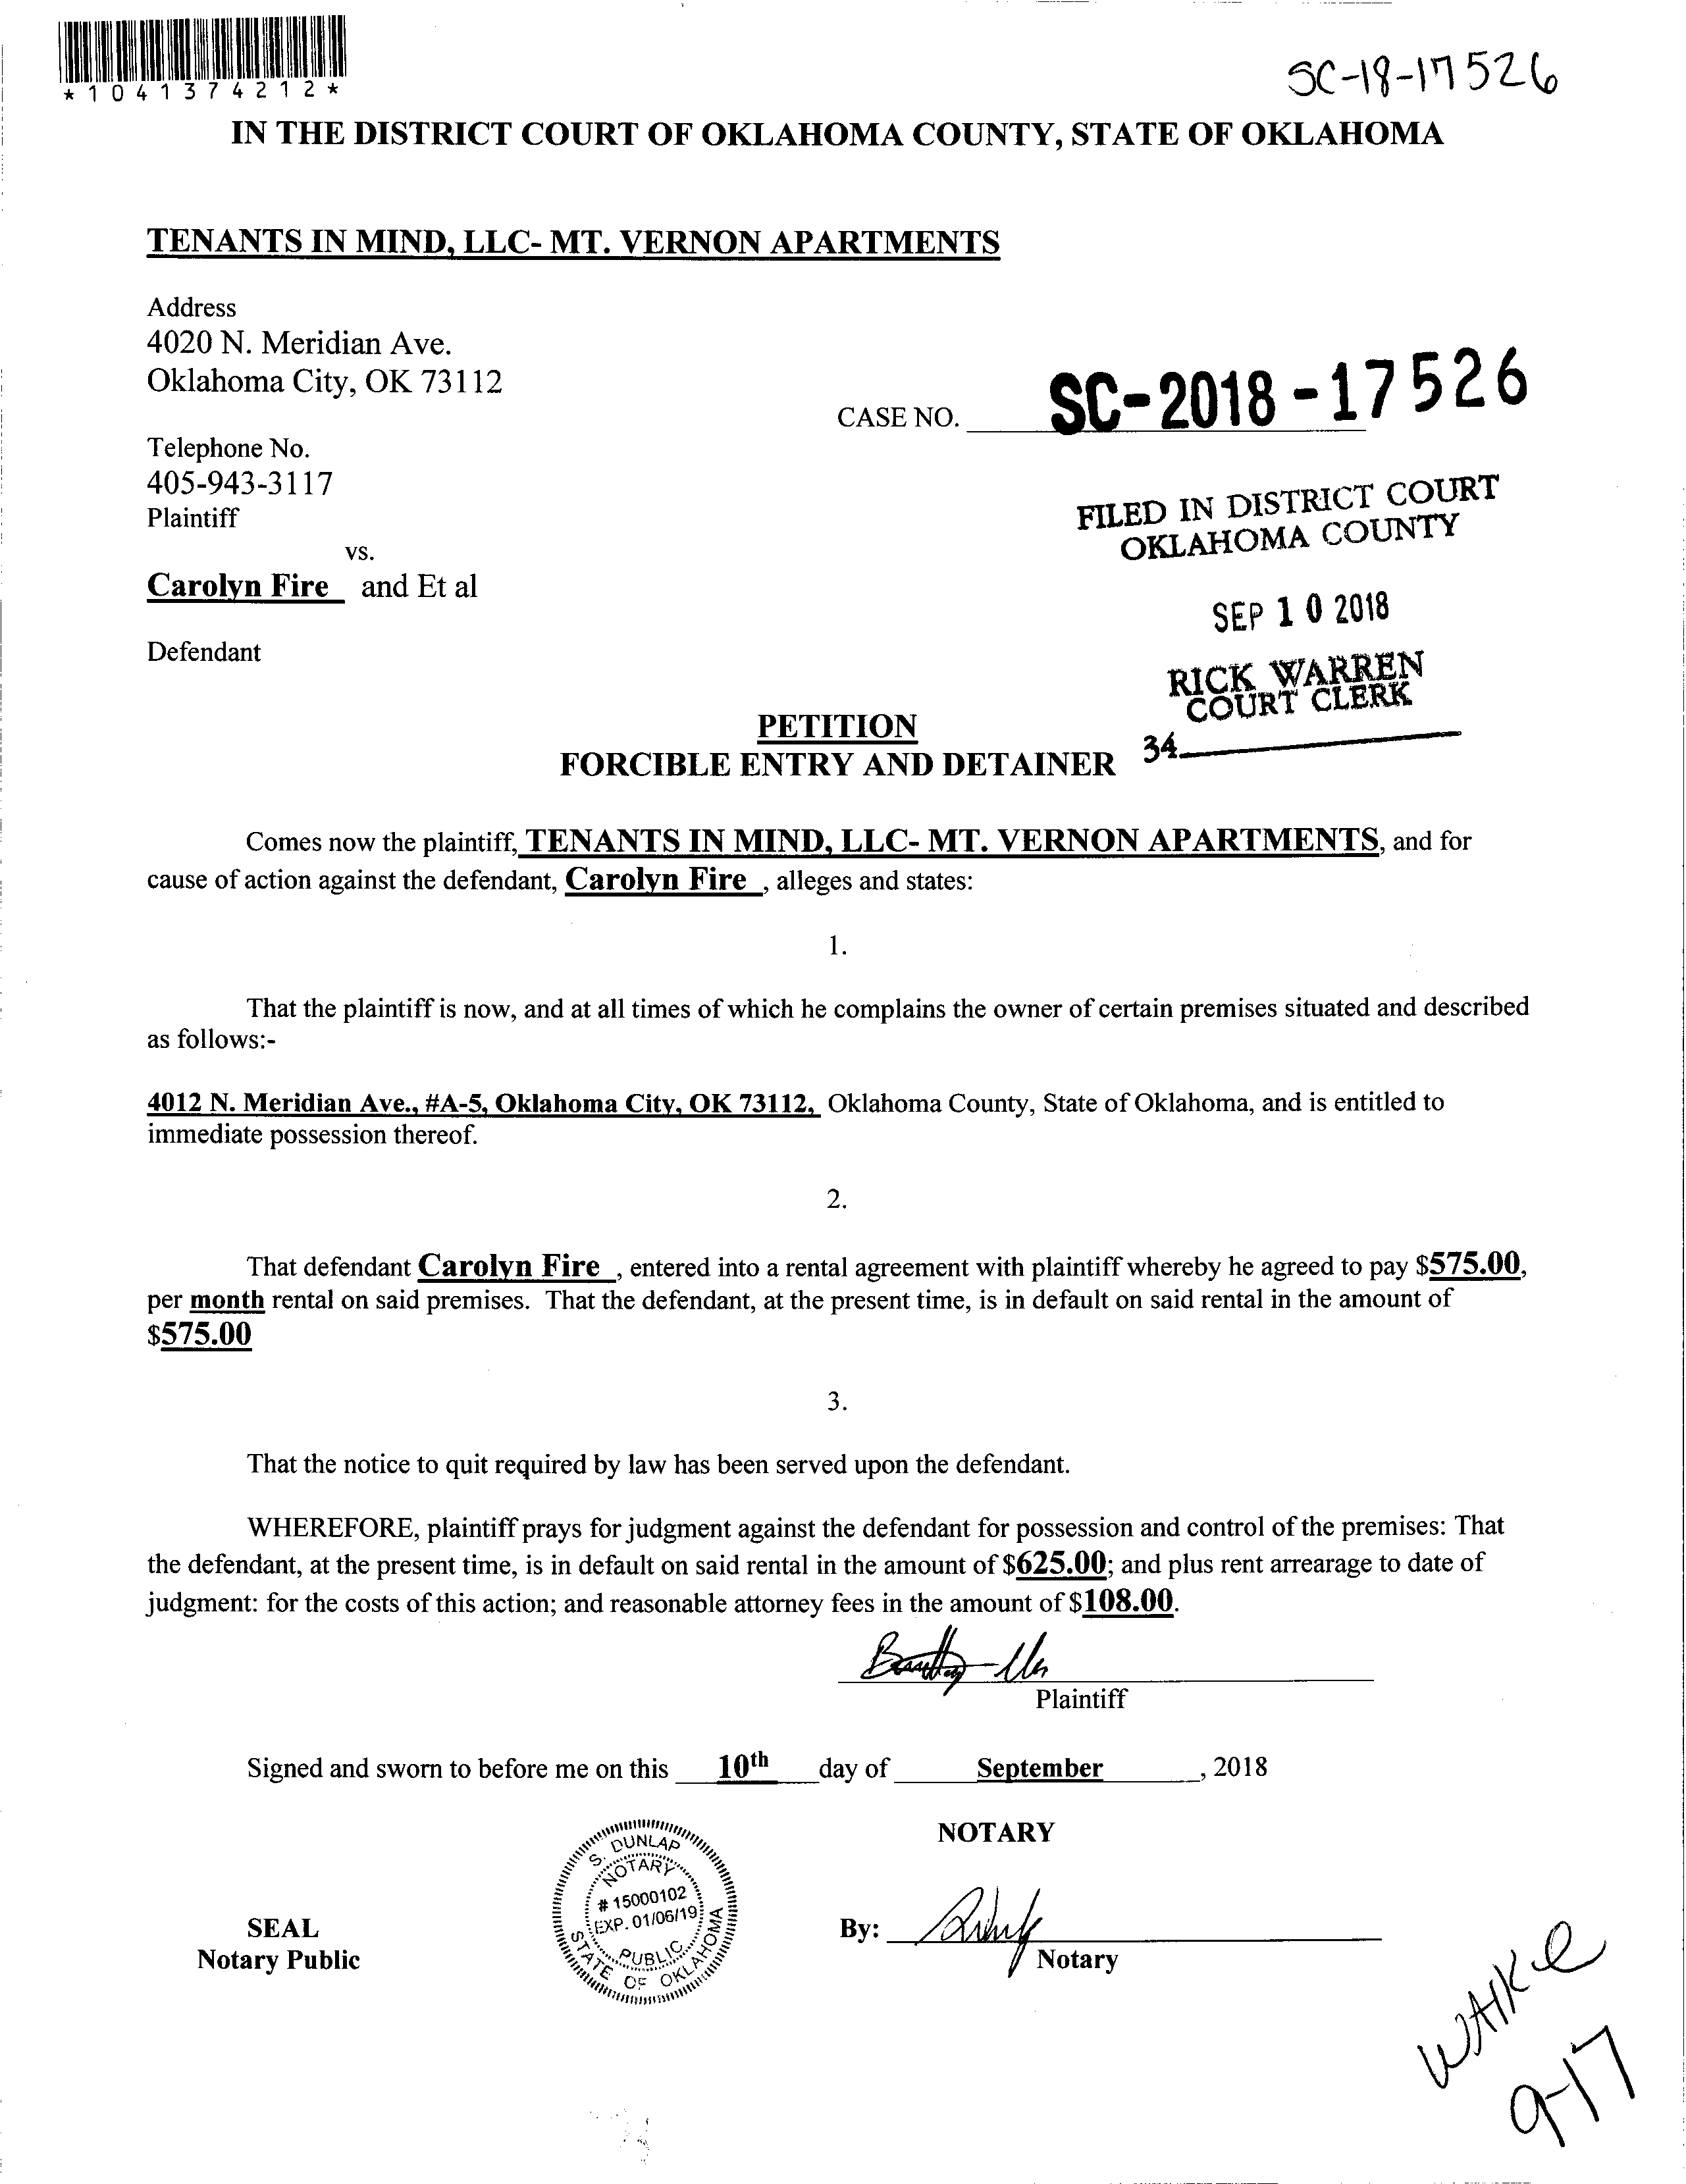 *1041374212*
SC-18-17526
IN THE DISTRICT COURT OF OKLAHOMA COUNTY, STATE OF OKLAHOMA
TENANTS IN MIND, LLC- MT. VERNON APARTMENTS
Address
4020 N. Meridian Ave.
Oklahoma City, OK 73112
CASE NO. SC-2018-17526
Telephone No.
405-943-3117
Plaintiff
FILED IN DISTRICT COURT
OKLAHOMA COUNTY
vs.
Carolyn Fire and Et al
SEP 10 2018
Defendant
RICK WARREN
COURT CLERK
34
PETITION
FORCIBLE ENTRY AND DETAINER
Comes now the plaintiff, TENANTS IN MIND, LLC- MT. VERNON APARTMENTS, and for
cause of action against the defendant, Carolyn Fire , alleges and states:
1.
That the plaintiff is now, and at all times of which he complains the owner of certain premises situated and described
as follows:-
4012 N. Meridian Ave., #A-5, Oklahoma City, OK 73112, Oklahoma County, State of Oklahoma, and is entitled to
immediate possession thereof.
2.
That defendant Carolyn Fire , entered into a rental agreement with plaintiff whereby he agreed to pay $575.00,
per month rental on said premises. That the defendant, at the present time, is in default on said rental in the amount of
$575.00
3.
That the notice to quit required by law has been served upon the defendant.
WHEREFORE, plaintiff prays for judgment against the defendant for possession and control of the premises: That
the defendant, at the present time, is in default on said rental in the amount of $625.00; and plus rent arrearage to date of
judgment: for the costs of this action; and reasonable attorney fees in the amount of $108.00.
Plaintiff
Signed and sworn to before me on this 10th day of September, 2018
NOTARY
S. DUNLAP
NOTARY
# 15000102
EXP. 01/06/19
PUBLIC
STATE OF OKLAHOMA
SEAL
Notary Public
By:
Notary
9-17